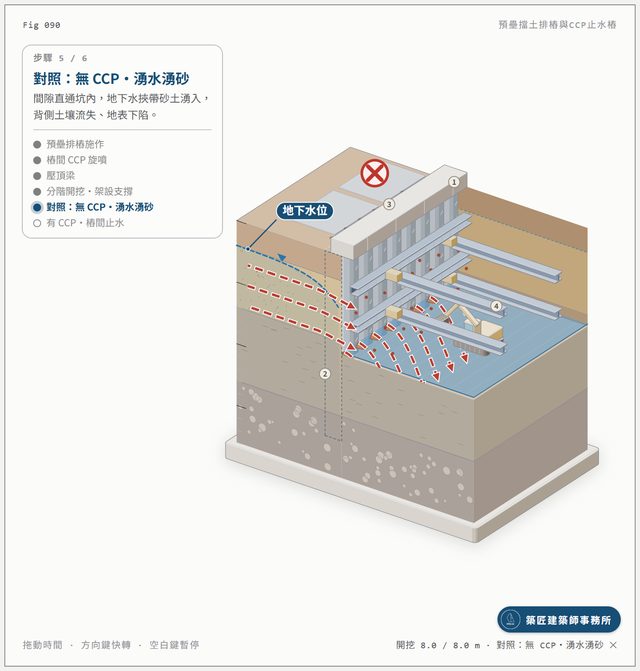 Fig 090
預壘擋土排樁與CCP止水樁
步驟 5 / 6
對照：無 CCP・湧水湧砂
間隙直通坑內，地下水挾帶砂土湧入，
背側土壤流失、地表下陷。
預壘排樁施作
樁間 CCP 旋噴
壓頂梁
分階開挖・架設支撐
對照：無 CCP・湧水湧砂
有 CCP・樁間止水
1
3
地下水位
4
2
築匠建築師事務所
拖動時間 · 方向鍵快轉 · 空白鍵暫停
開挖 8.0 / 8.0 m · 對照：無 CCP・湧水湧砂 ✕